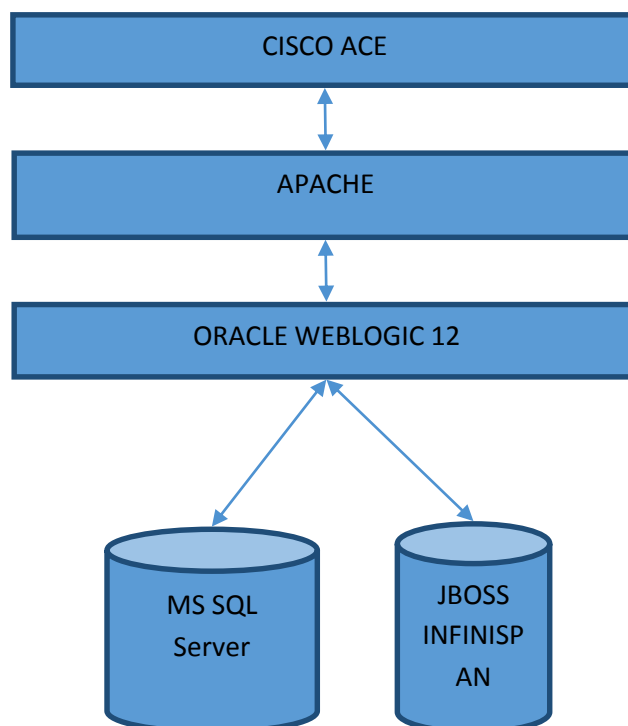 CISCO ACE
APACHE
ORACLE WEBLOGIC 12
MS SQL
Server
JBOSS
INFINISP
AN